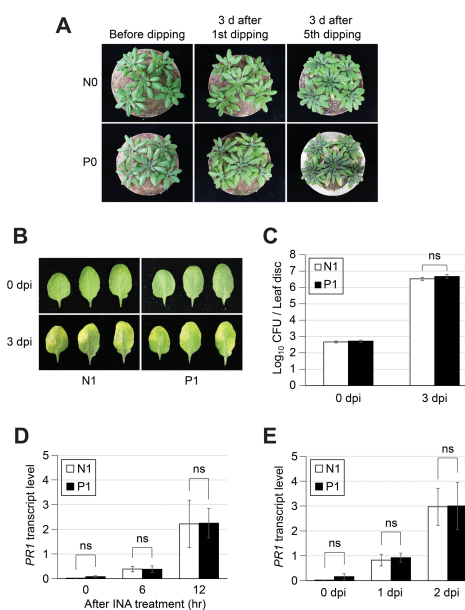 A
Before dipping
3 d after
1st dipping
3 d after
5th dipping
N0
P0
B
0 dpi
3 dpi
N1
P1
C
Log10 CFU / Leaf disc
8
7
6
5
4
3
2
1
0
N1
P1
ns
0 dpi
3 dpi
D
PR1 transcript level
5
4
3
2
1
0
N1
P1
ns
ns
ns
0
6
12
After INA treatment (hr)
E
PR1 transcript level
5
4
3
2
1
0
N1
P1
ns
ns
ns
0 dpi
1 dpi
2 dpi